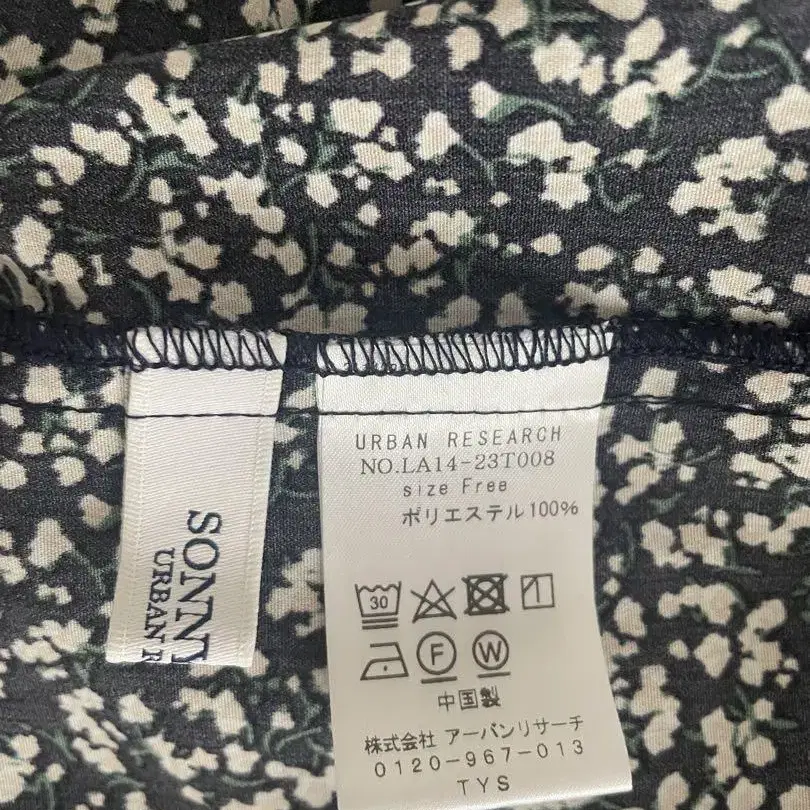 SONNY
URBAN R
URBAN RESEARCH
NO.LA14-23T008
size Free
ポリエステル100%
30
F W
中国製
株式会社 アーバンリサーチ
0120-967-013
TYS